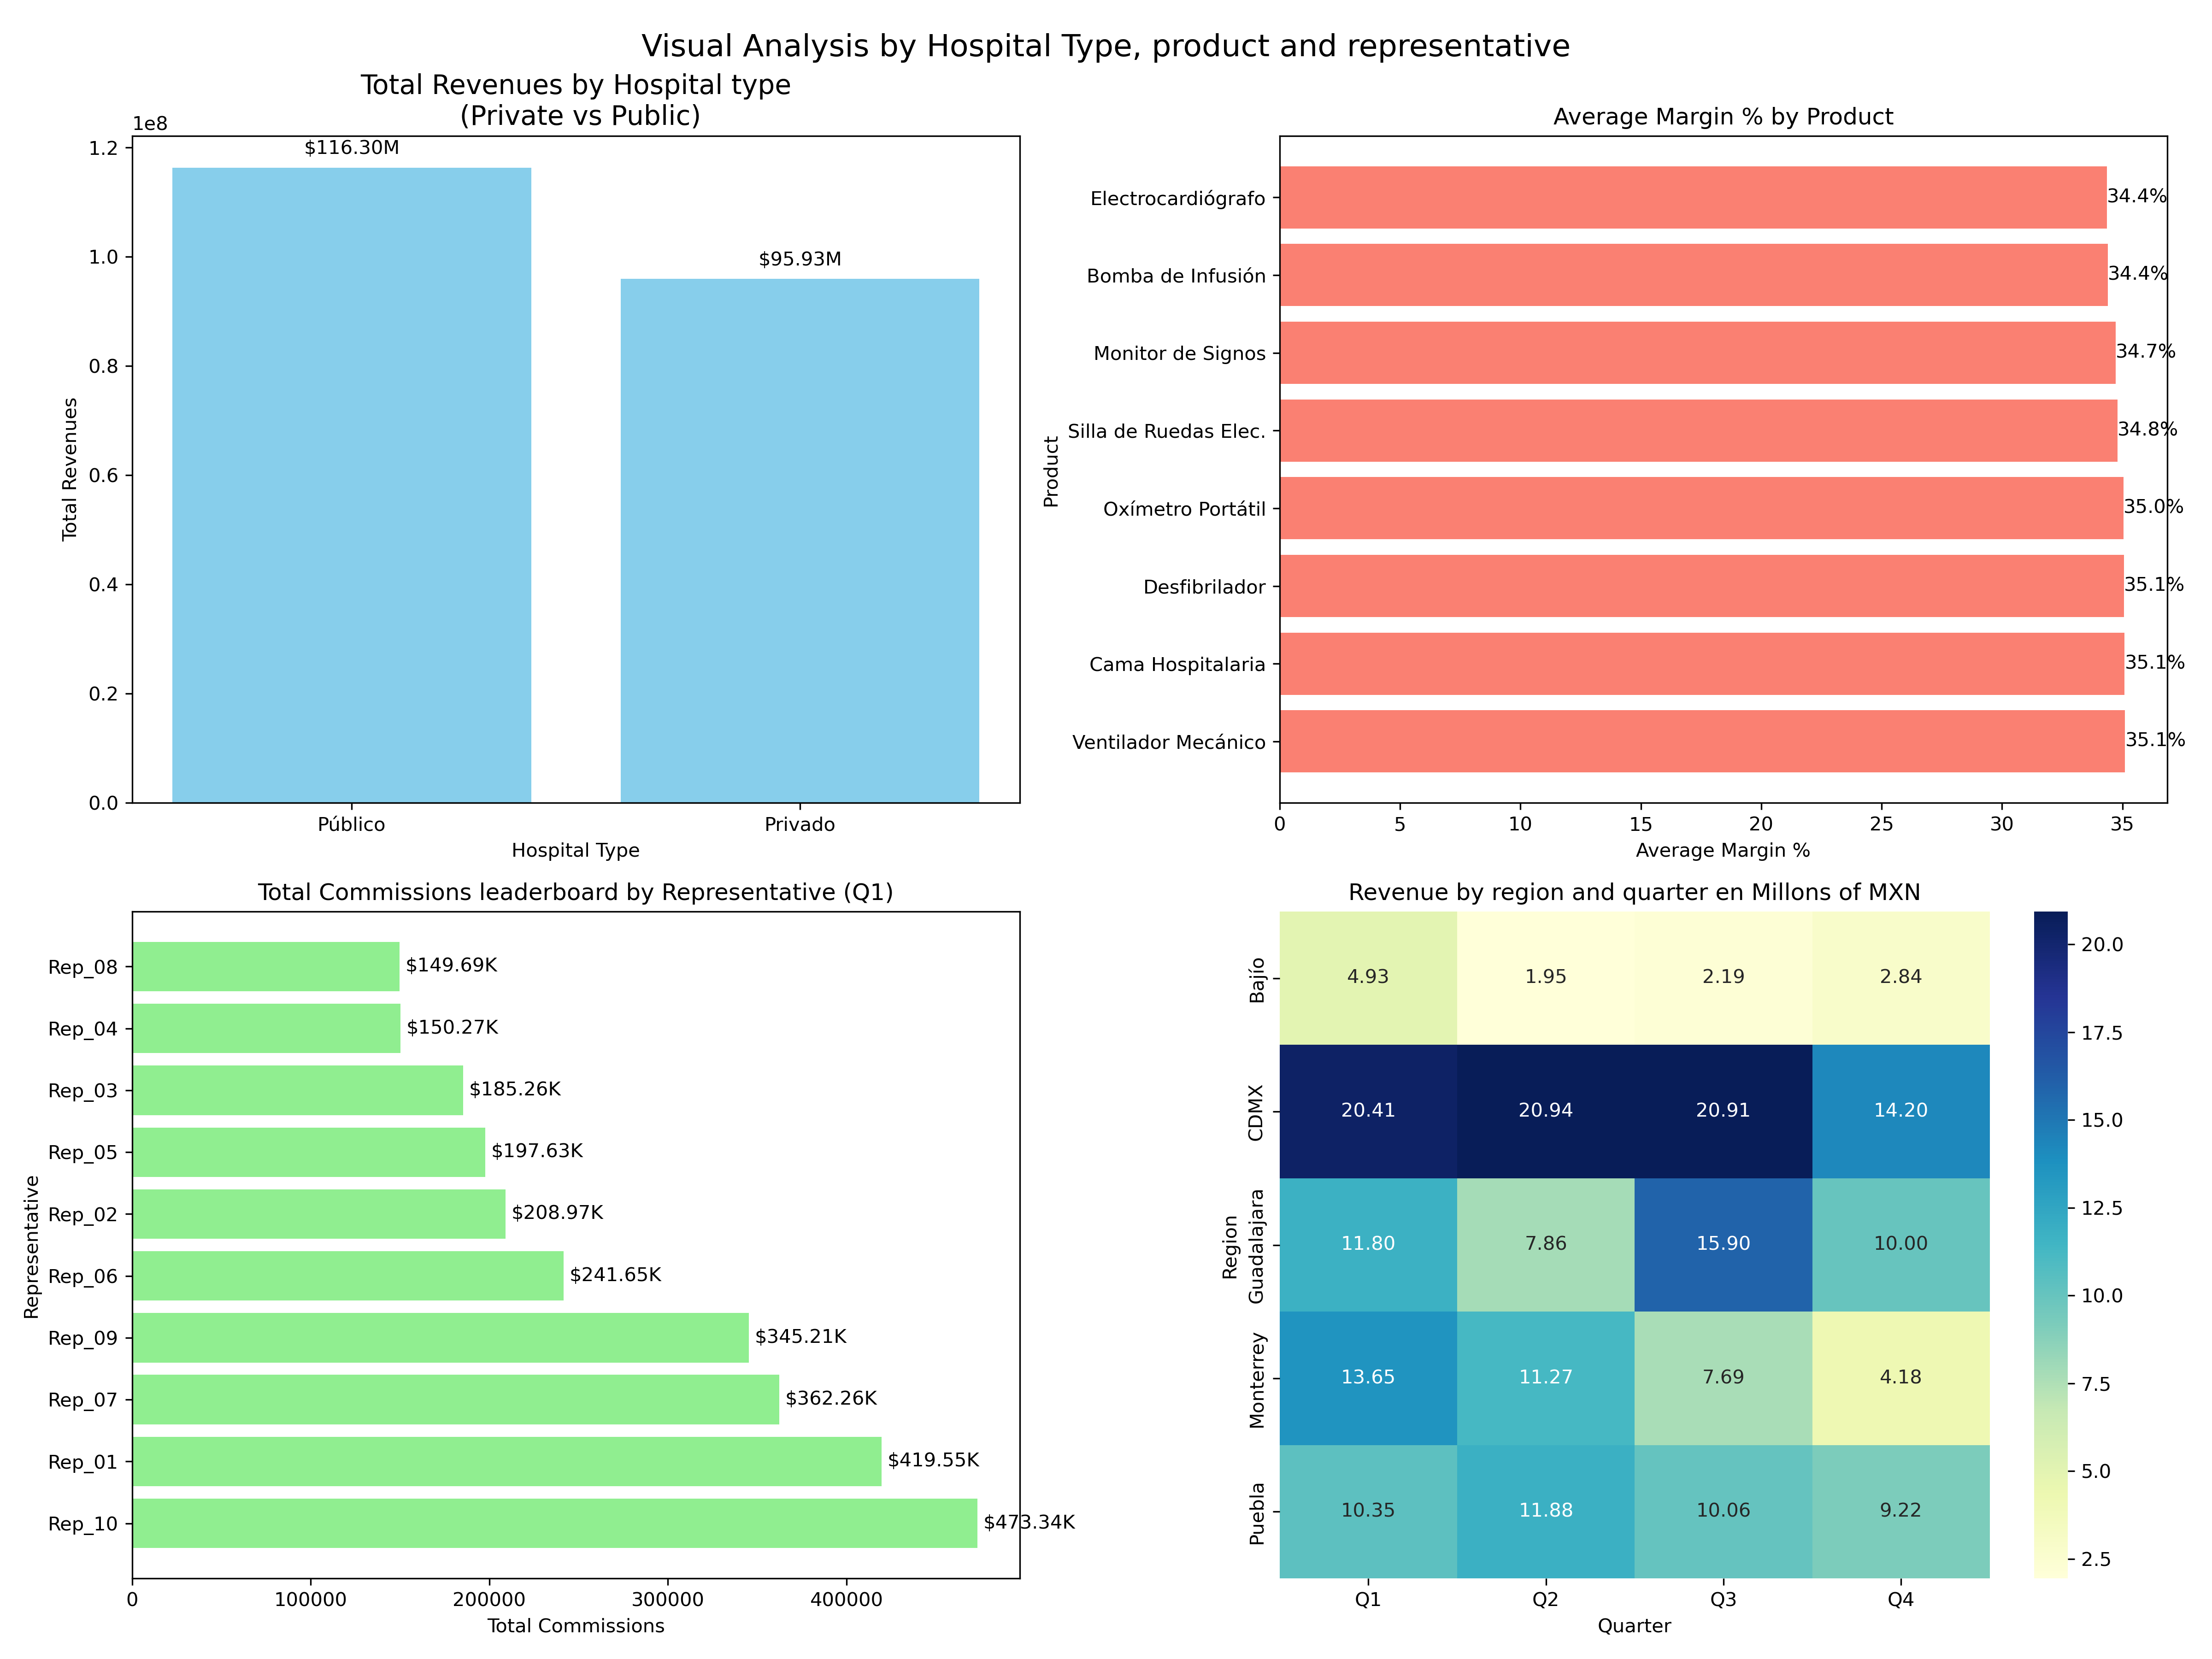 Visual Analysis by Hospital Type, product and representative
Total Revenues by Hospital type
(Private vs Public)
1e8
1.2
1.0
0.8
0.6
0.4
0.2
0.0
Total Revenues
$116.30M
$95.93M
Público
Privado
Hospital Type
Average Margin % by Product
Product
Electrocardiógrafo
34.4%
Bomba de Infusión
34.4%
Monitor de Signos
34.7%
Silla de Ruedas Elec.
34.8%
Oxímetro Portátil
35.0%
Desfibrilador
35.1%
Cama Hospitalaria
35.1%
Ventilador Mecánico
35.1%
0
5
10
15
20
25
30
35
Average Margin %
Total Commissions leaderboard by Representative (Q1)
Representative
Rep_08
$149.69K
Rep_04
$150.27K
Rep_03
$185.26K
Rep_05
$197.63K
Rep_02
$208.97K
Rep_06
$241.65K
Rep_09
$345.21K
Rep_07
$362.26K
Rep_01
$419.55K
Rep_10
$473.34K
0
100000
200000
300000
400000
Total Commissions
Revenue by region and quarter en Millons of MXN
Region
Bajío
4.93
1.95
2.19
2.84
CDMX
20.41
20.94
20.91
14.20
Guadalajara
11.80
7.86
15.90
10.00
Monterrey
13.65
11.27
7.69
4.18
Puebla
10.35
11.88
10.06
9.22
Q1
Q2
Q3
Q4
Quarter
20.0
17.5
15.0
12.5
10.0
7.5
5.0
2.5